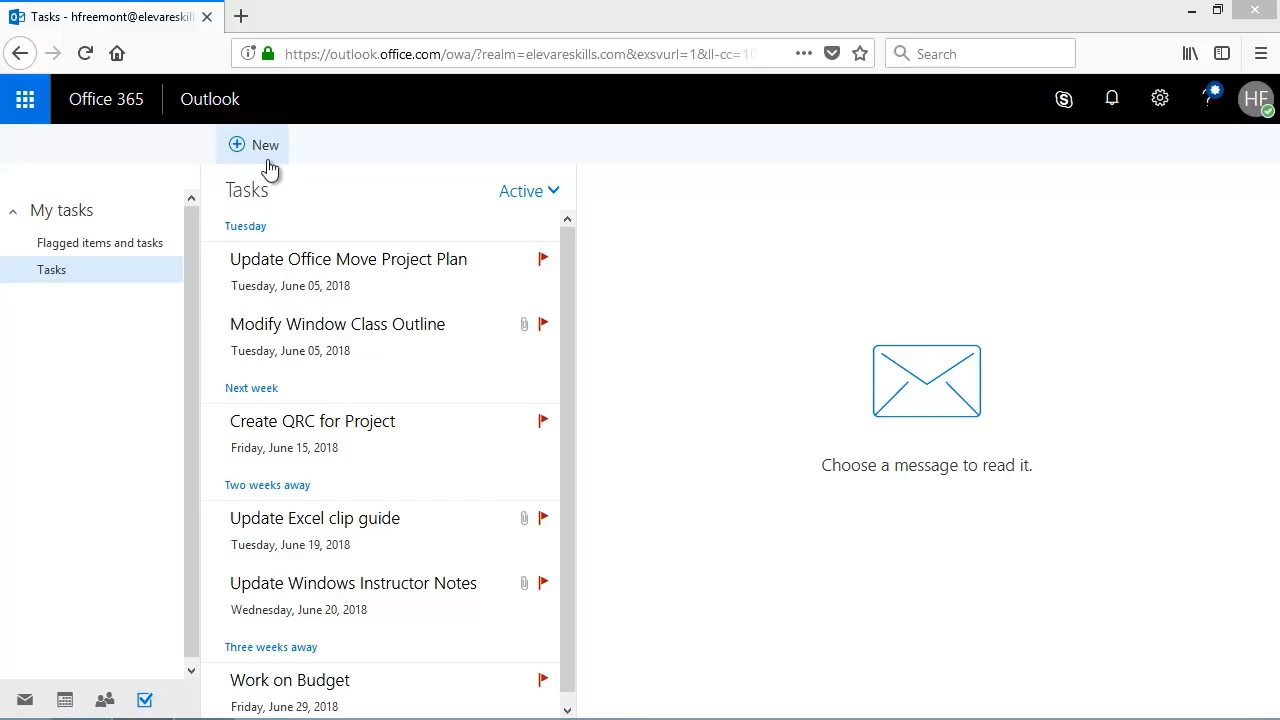 Tasks - hfreemont@elevareskill
https://outlook.office.com/owa/?realm=elevareskills.com&exsvurl=1&ll-cc=10
Search
Office 365
Outlook
HF
New
Tasks
Active
My tasks
Flagged items and tasks
Tasks
Tuesday
Update Office Move Project Plan
Tuesday, June 05, 2018
Modify Window Class Outline
Tuesday, June 05, 2018
Next week
Create QRC for Project
Friday, June 15, 2018
Two weeks away
Update Excel clip guide
Tuesday, June 19, 2018
Update Windows Instructor Notes
Wednesday, June 20, 2018
Three weeks away
Work on Budget
Friday, June 29, 2018
Choose a message to read it.